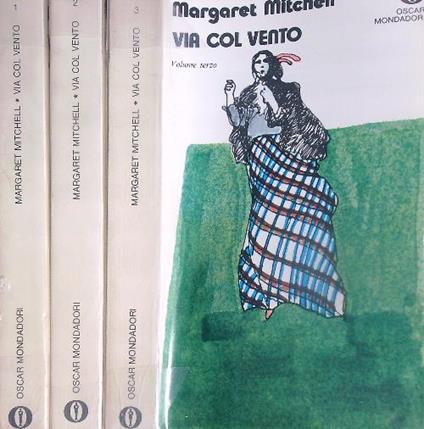 1
MARGARET MITCHELL * VIA COL VENTO
OSCAR MONDADORI
2
MARGARET MITCHELL * VIA COL VENTO
OSCAR MONDADORI
3
MARGARET MITCHELL * VIA COL VENTO
OSCAR MONDADORI
Margaret Mitchell
VIA COL VENTO
Volume terzo
OSCAR
MONDADORI